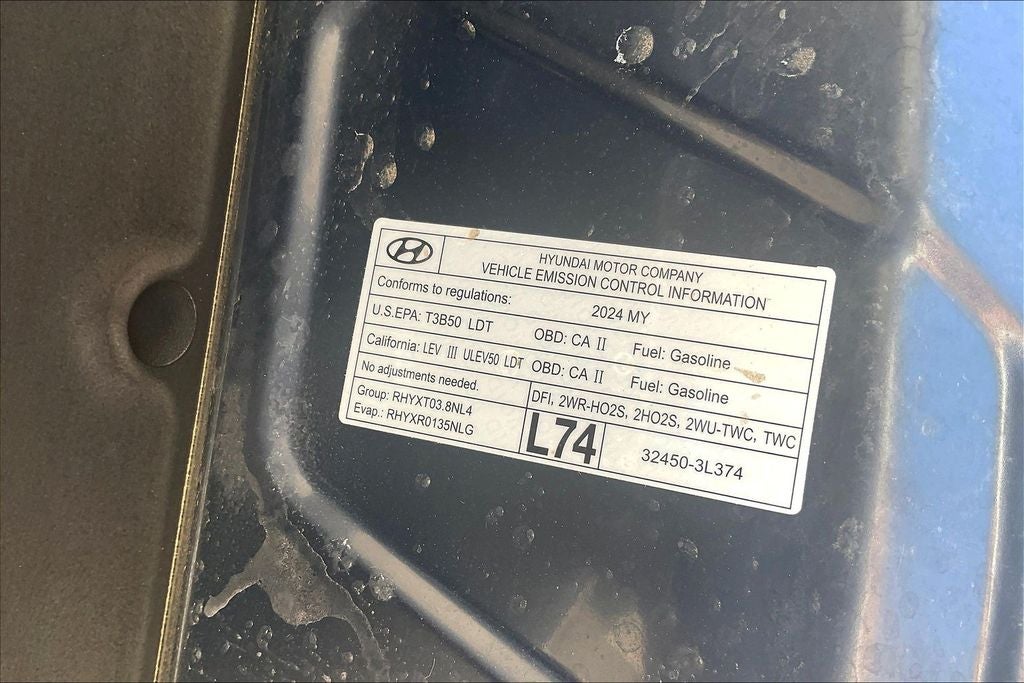 HYUNDAI MOTOR COMPANY
VEHICLE EMISSION CONTROL INFORMATION
Conforms to regulations: 2024 MY
U.S.EPA: T3B50 LDT OBD: CA II Fuel: Gasoline
California: LEV III ULEV50 LDT OBD: CA II Fuel: Gasoline
No adjustments needed.
DFI, 2WR-HO2S, 2HO2S, 2WU-TWC, TWC
Group: RHYXT03.8NL4
Evap.: RHYXR0135NLG
L74
32450-3L374